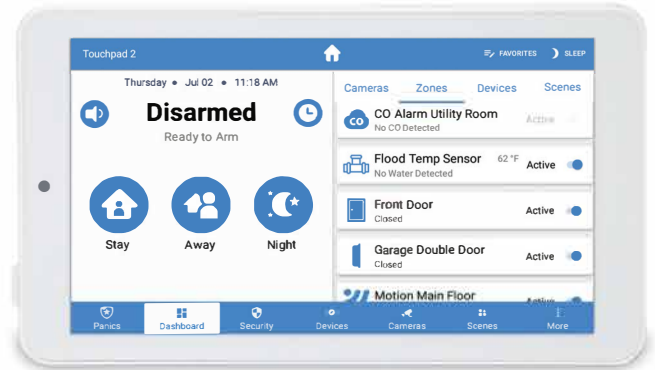 Touchpad 2
FAVORITES
SLEEP
Thursday • Jul 02 • 11:18 AM
Disarmed
Ready to Arm
Stay
Away
Night
Cameras
Zones
Devices
Scenes
CO
CO Alarm Utility Room
No CO Detected
Active
Flood Temp Sensor
62 °F
No Water Detected
Active
Front Door
Closed
Active
Garage Double Door
Closed
Active
Motion Main Floor
Active
Panics
Dashboard
Security
Devices
Cameras
Scenes
More